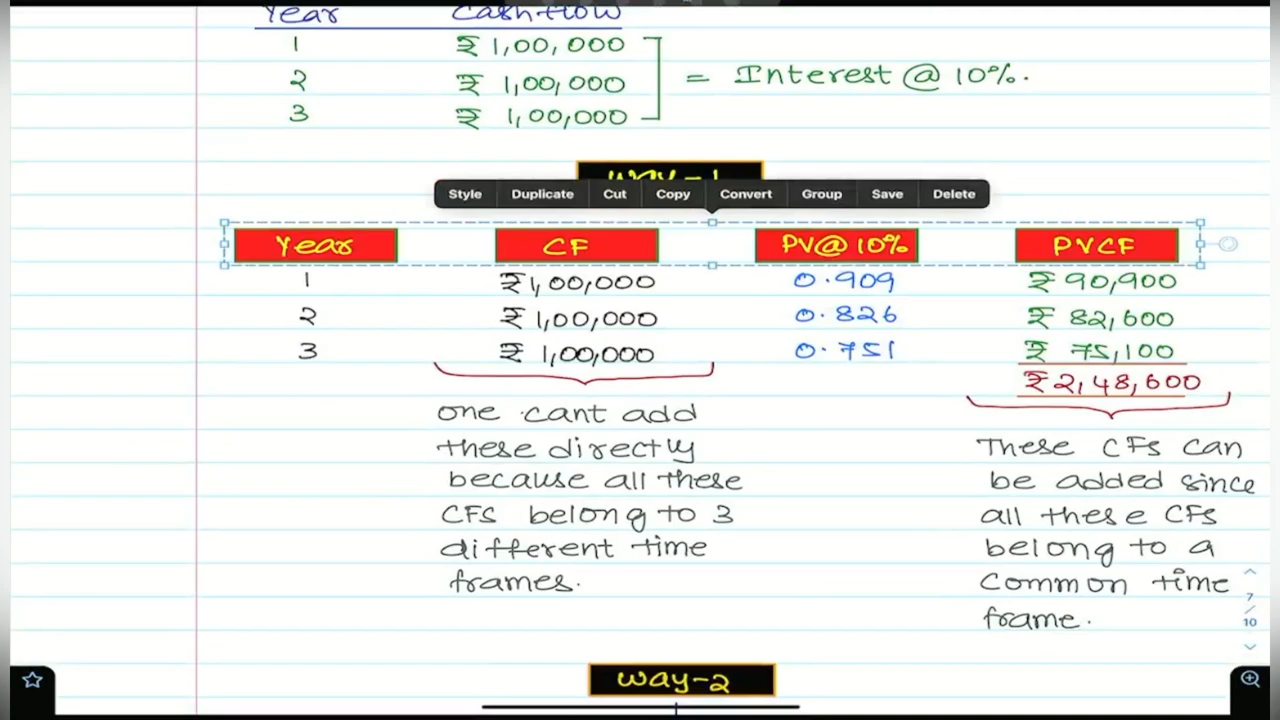 Year Cashflow
1 ₹ 1,00,000
2 ₹ 1,00,000 = Interest @ 10%.
3 ₹ 1,00,000
Way-1
Style Duplicate Cut Copy Convert Group Save Delete
Year CF PV@ 10% PVCF
1 ₹ 1,00,000 0.909 ₹ 90,900
2 ₹ 1,00,000 0.826 ₹ 82,600
3 ₹ 1,00,000 0.751 ₹ 75,100
₹ 2,48,600
one cant add
these directly
because all these
CFS belong to 3
different time
frames.
These CFs can
be added since
all these CFs
belong to a
common time
frame.
7
/
10
Way-2